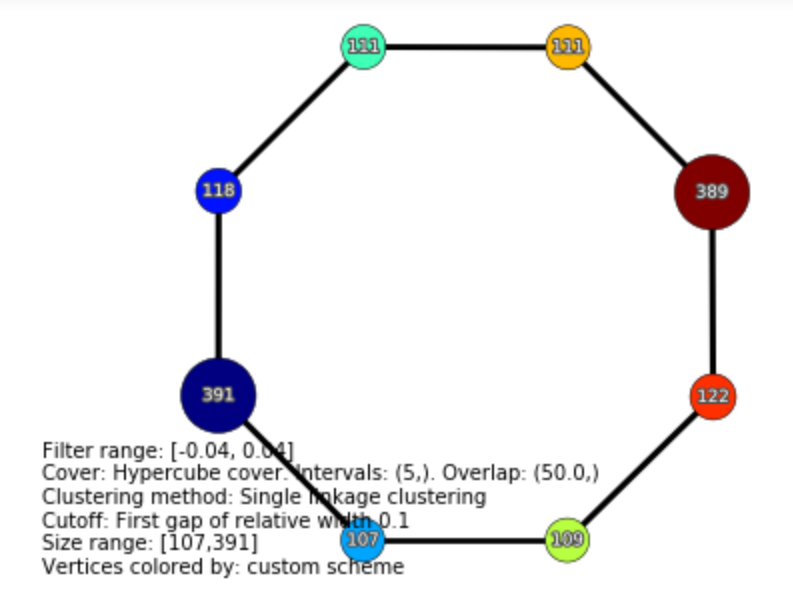 111 111
118 389
391 122
Filter range: [-0.04, 0.04]
Cover: Hypercube cover. Intervals: (5,). Overlap: (50.0,)
Clustering method: Single linkage clustering
Cutoff: First gap of relative width 0.1
107 109
Size range: [107,391]
Vertices colored by: custom scheme